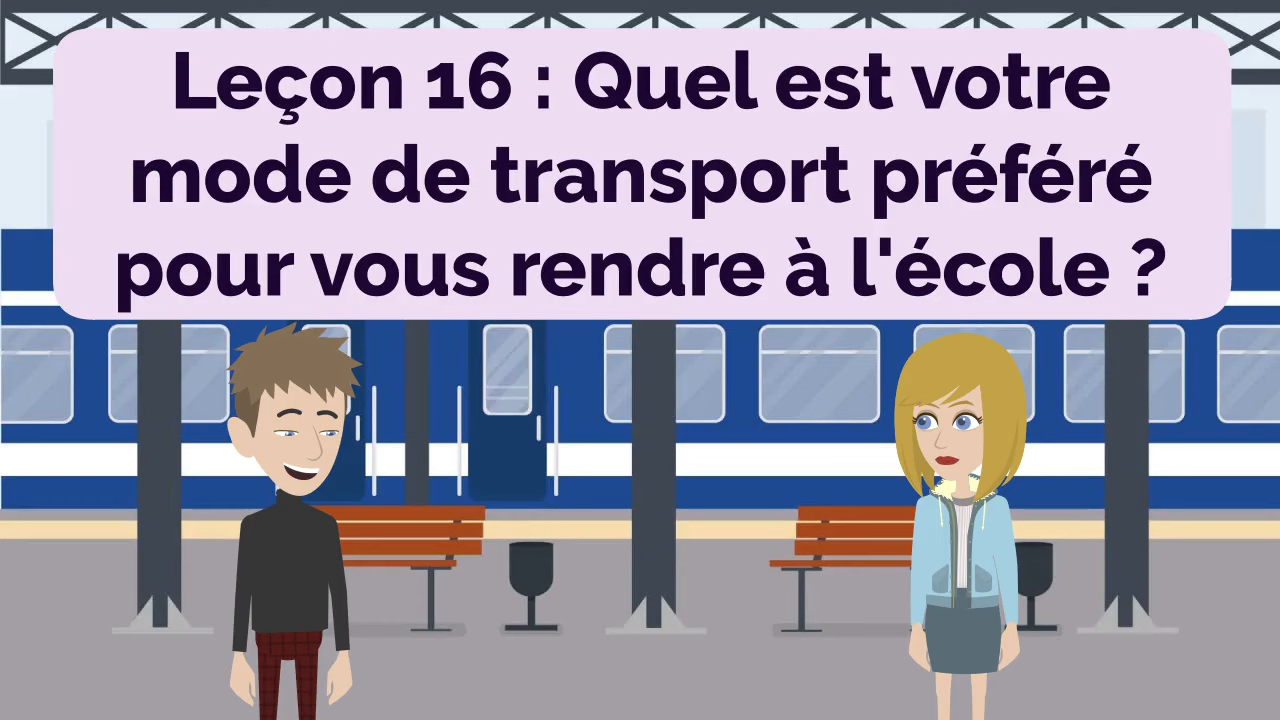 Leçon 16 : Quel est votre
mode de transport préféré
pour vous rendre à l'école ?